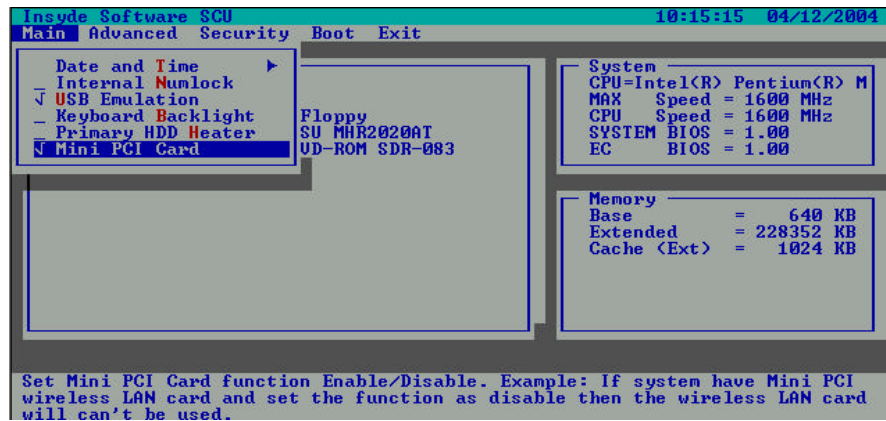 Insyde Software SCU 10:15:15 04/12/2004
Main Advanced Security Boot Exit
Date and Time
Internal Numlock
√ USB Emulation
Keyboard Backlight
Primary HDD Heater
√ Mini PCI Card
Floppy
SU MHR2020AT
VD-ROM SDR-083
System
CPU=Intel(R) Pentium(R) M
MAX Speed = 1600 MHz
CPU Speed = 1600 MHz
SYSTEM BIOS = 1.00
EC BIOS = 1.00
Memory
Base = 640 KB
Extended = 228352 KB
Cache (Ext) = 1024 KB
Set Mini PCI Card function Enable/Disable. Example: If system have Mini PCI
wireless LAN card and set the function as disable then the wireless LAN card
will can't be used.